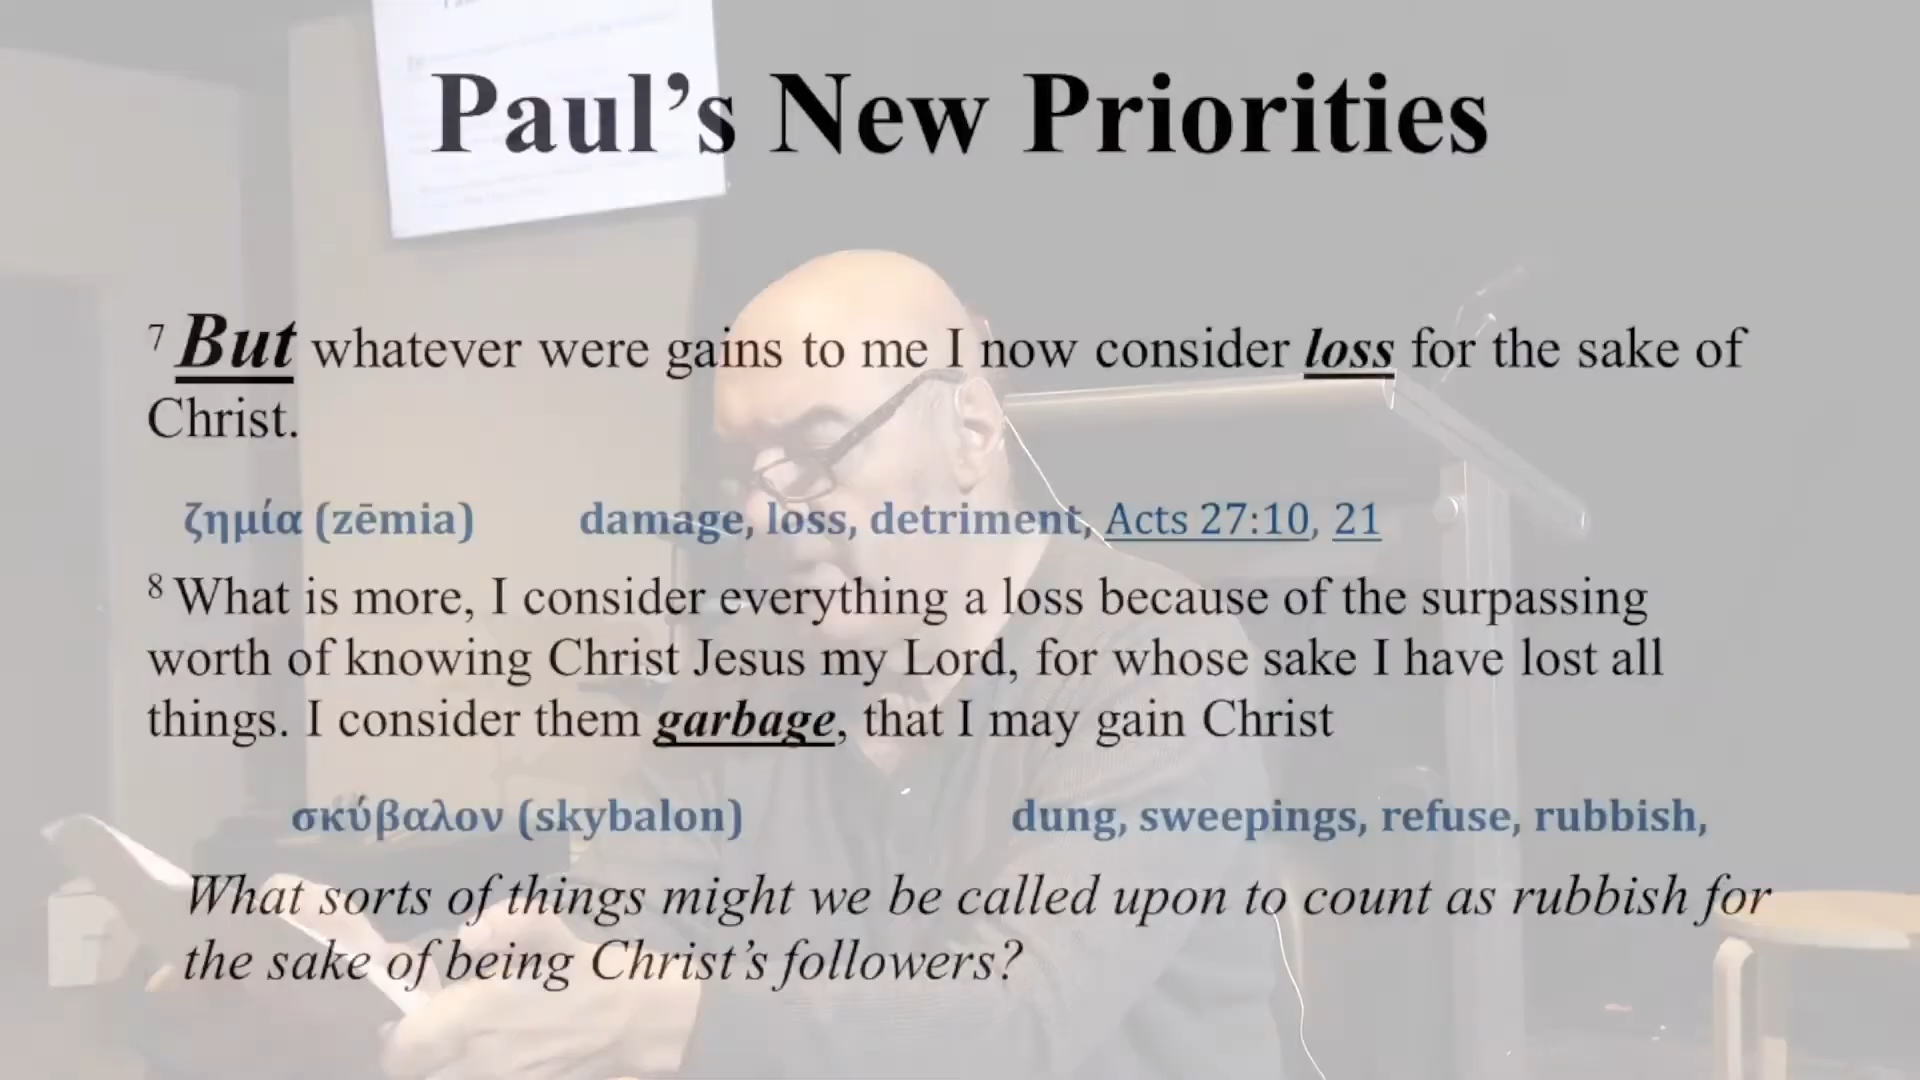 Paul’s New Priorities
7 But whatever were gains to me I now consider loss for the sake of
Christ.
ζημία (zēmia) damage, loss, detriment, Acts 27:10, 21
8 What is more, I consider everything a loss because of the surpassing
worth of knowing Christ Jesus my Lord, for whose sake I have lost all
things. I consider them garbage, that I may gain Christ
σκύβαλον (skybalon) dung, sweepings, refuse, rubbish,
What sorts of things might we be called upon to count as rubbish for
the sake of being Christ’s followers?